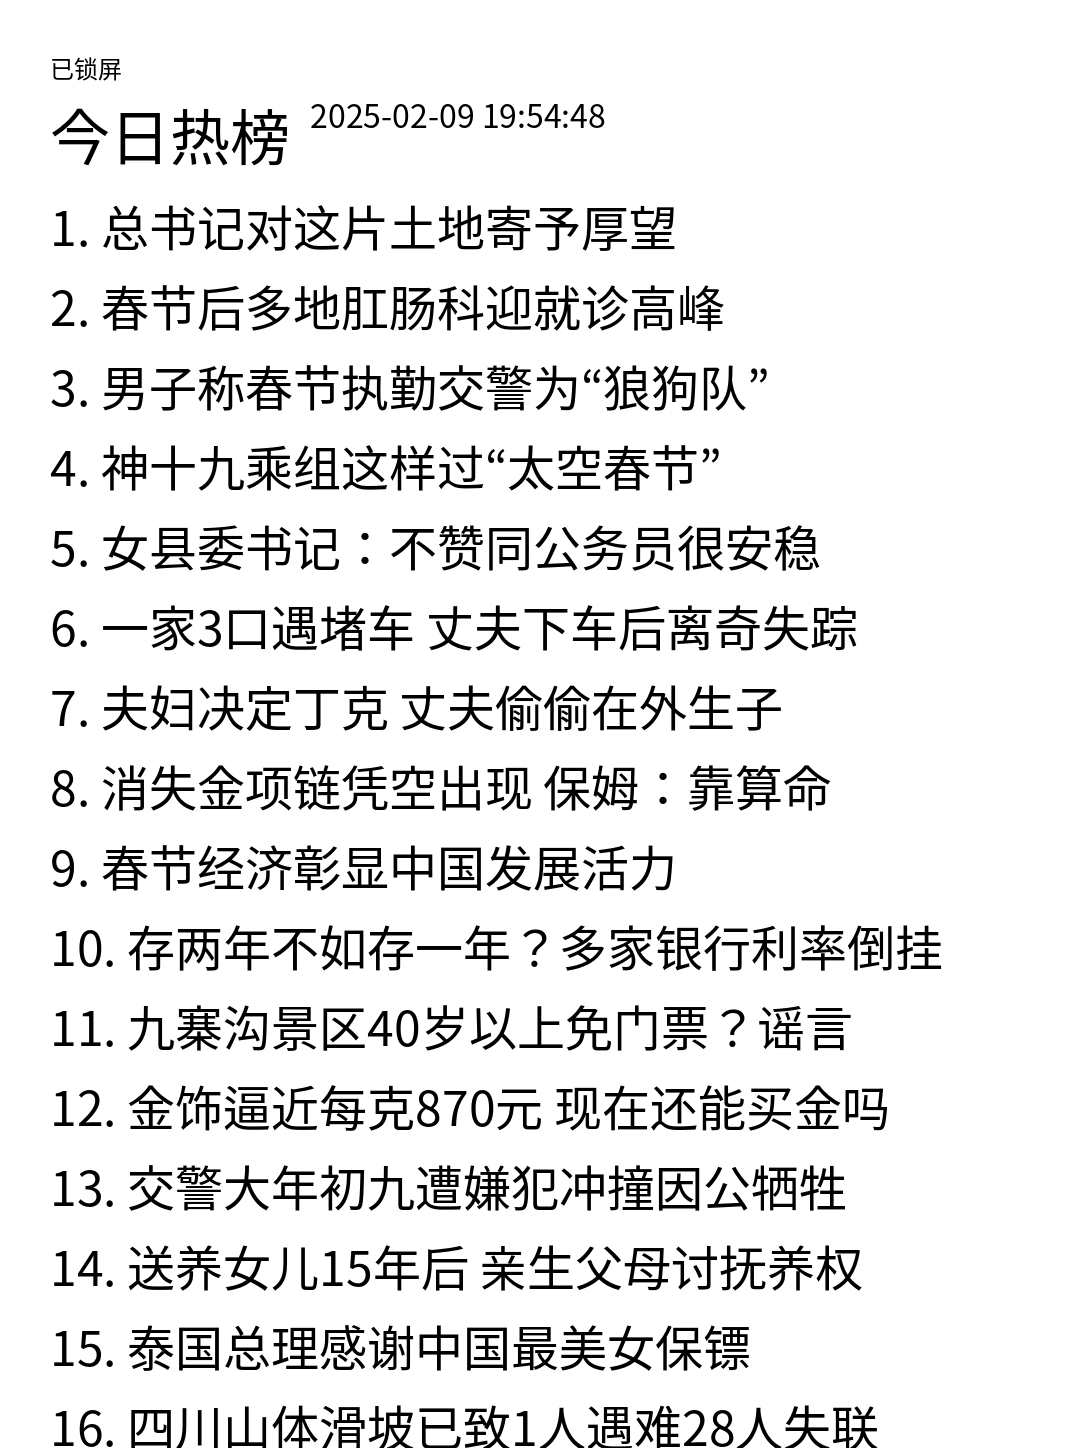 已锁屏
今日热榜 2025-02-09 19:54:48
1. 总书记对这片土地寄予厚望
2. 春节后多地肛肠科迎就诊高峰
3. 男子称春节执勤交警为“狼狗队”
4. 神十九乘组这样过“太空春节”
5. 女县委书记：不赞同公务员很安稳
6. 一家3口遇堵车 丈夫下车后离奇失踪
7. 夫妇决定丁克 丈夫偷偷在外生子
8. 消失金项链凭空出现 保姆：靠算命
9. 春节经济彰显中国发展活力
10. 存两年不如存一年？多家银行利率倒挂
11. 九寨沟景区40岁以上免门票？谣言
12. 金饰逼近每克870元 现在还能买金吗
13. 交警大年初九遭嫌犯冲撞因公牺牲
14. 送养女儿15年后 亲生父母讨抚养权
15. 泰国总理感谢中国最美女保镖
16. 四川山体滑坡已致1人遇难28人失联